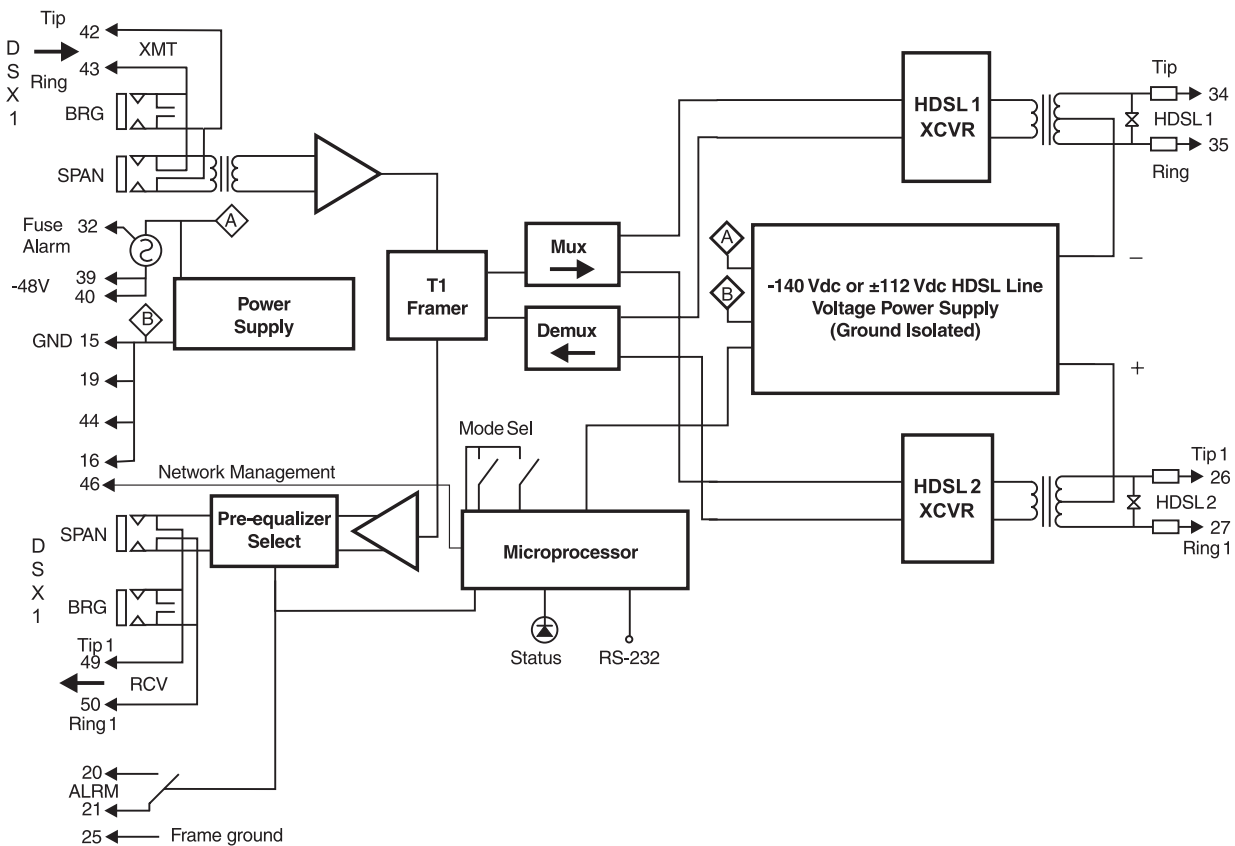 Tip
42
XMT
43
Ring
D
S
X
1
BRG
SPAN
Fuse
Alarm
32
A
-48V
39
40
Power
Supply
B
GND 15
19
44
16
46
Network Management
T1
Framer
Mux
Demux
HDSL 1
XCVR
Tip
34
HDSL 1
35
Ring
A
B
-140 Vdc or ±112 Vdc HDSL Line
Voltage Power Supply
(Ground Isolated)
–
+
Mode Sel
HDSL 2
XCVR
Tip 1
26
HDSL2
27
Ring 1
SPAN
Pre-equalizer
Select
Microprocessor
D
S
X
1
BRG
Status
RS-232
Tip 1
49
RCV
50
Ring 1
20
ALRM
21
25
Frame ground